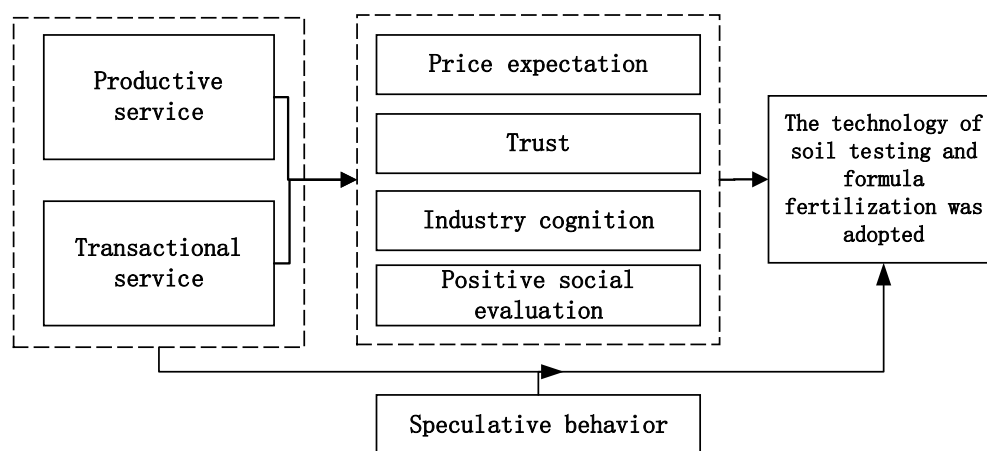 Productive
service
Transactional
service
Price expectation
Trust
Industry cognition
Positive social
evaluation
The technology of
soil testing and
formula
fertilization was
adopted
Speculative behavior